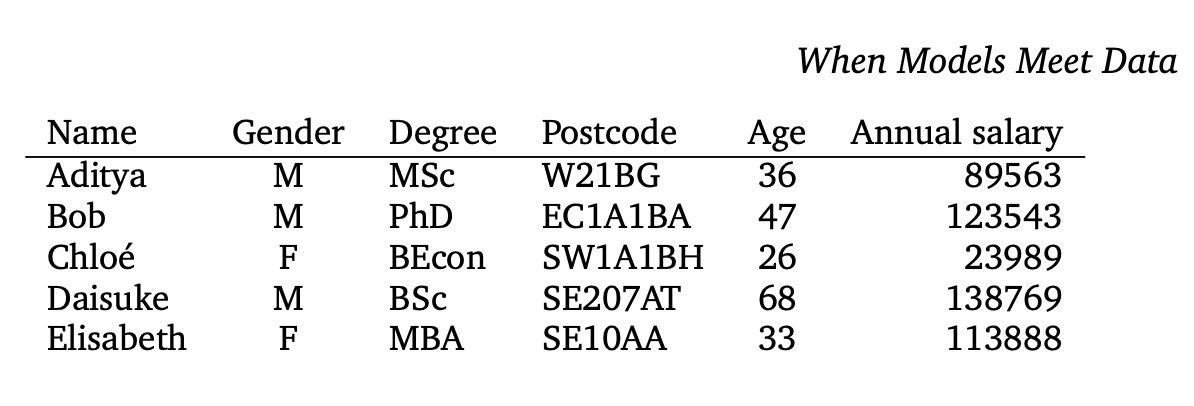 When Models Meet Data
Name Gender Degree Postcode Age Annual salary
Aditya M MSc W21BG 36 89563
Bob M PhD EC1A1BA 47 123543
Chloé F BEcon SW1A1BH 26 23989
Daisuke M BSc SE207AT 68 138769
Elisabeth F MBA SE10AA 33 113888